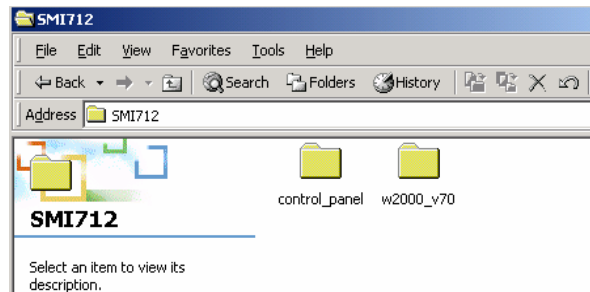 SMI712
File Edit View Favorites Tools Help
Back Search Folders History
Address SMI712
control_panel w2000_v70
SMI712
Select an item to view its
description.